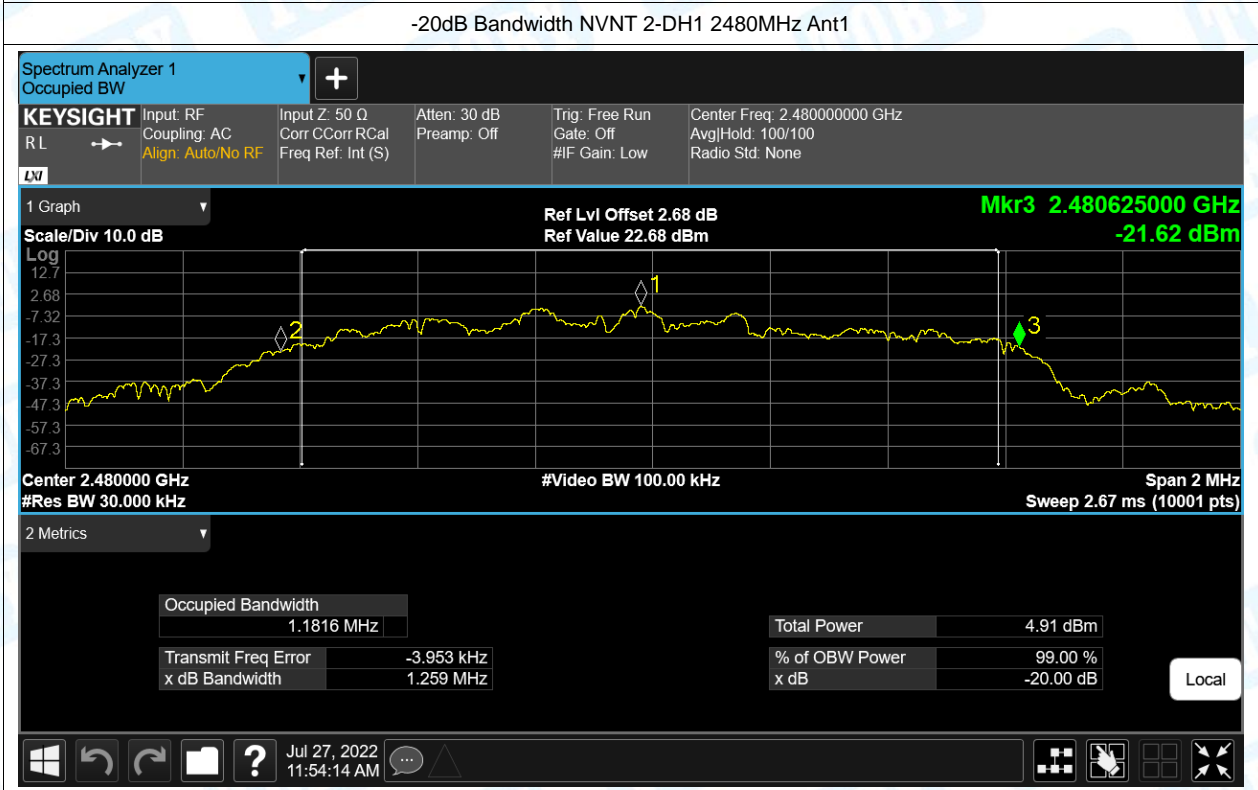 -20dB Bandwidth NVNT 2-DH1 2480MHz Ant1
Spectrum Analyzer 1
Occupied BW
KEYSIGHT
RL
LXI
Input: RF
Coupling: AC
Align: Auto/No RF
Input Z: 50 Ω
Corr CCorr RCal
Freq Ref: Int (S)
Atten: 30 dB
Preamp: Off
Trig: Free Run
Gate: Off
#IF Gain: Low
Center Freq: 2.480000000 GHz
Avg|Hold: 100/100
Radio Std: None
1 Graph
Scale/Div 10.0 dB
Ref Lvl Offset 2.68 dB
Ref Value 22.68 dBm
Mkr3 2.480625000 GHz
-21.62 dBm
Log
12.7
2.68
-7.32
-17.3
-27.3
-37.3
-47.3
-57.3
-67.3
1
2
3
Center 2.480000 GHz
#Video BW 100.00 kHz
Span 2 MHz
#Res BW 30.000 kHz
Sweep 2.67 ms (10001 pts)
2 Metrics
Occupied Bandwidth
1.1816 MHz
Total Power 4.91 dBm
Transmit Freq Error -3.953 kHz
% of OBW Power 99.00 %
x dB Bandwidth 1.259 MHz
x dB -20.00 dB
Local
?
Jul 27, 2022
11:54:14 AM